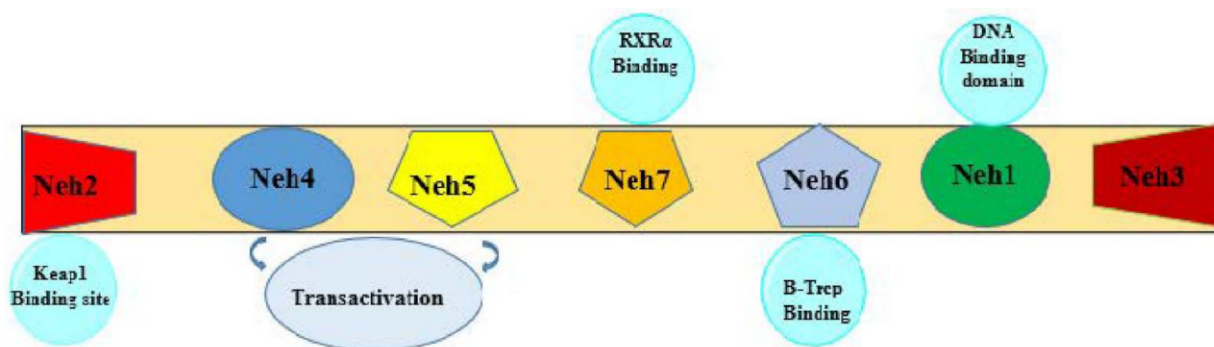 RXRα
Binding
DNA
Binding
domain
Neh2
Neh4
Neh5
Neh7
Neh6
Neh1
Neh3
Keap1
Binding site
Transactivation
B-Trcp
Binding